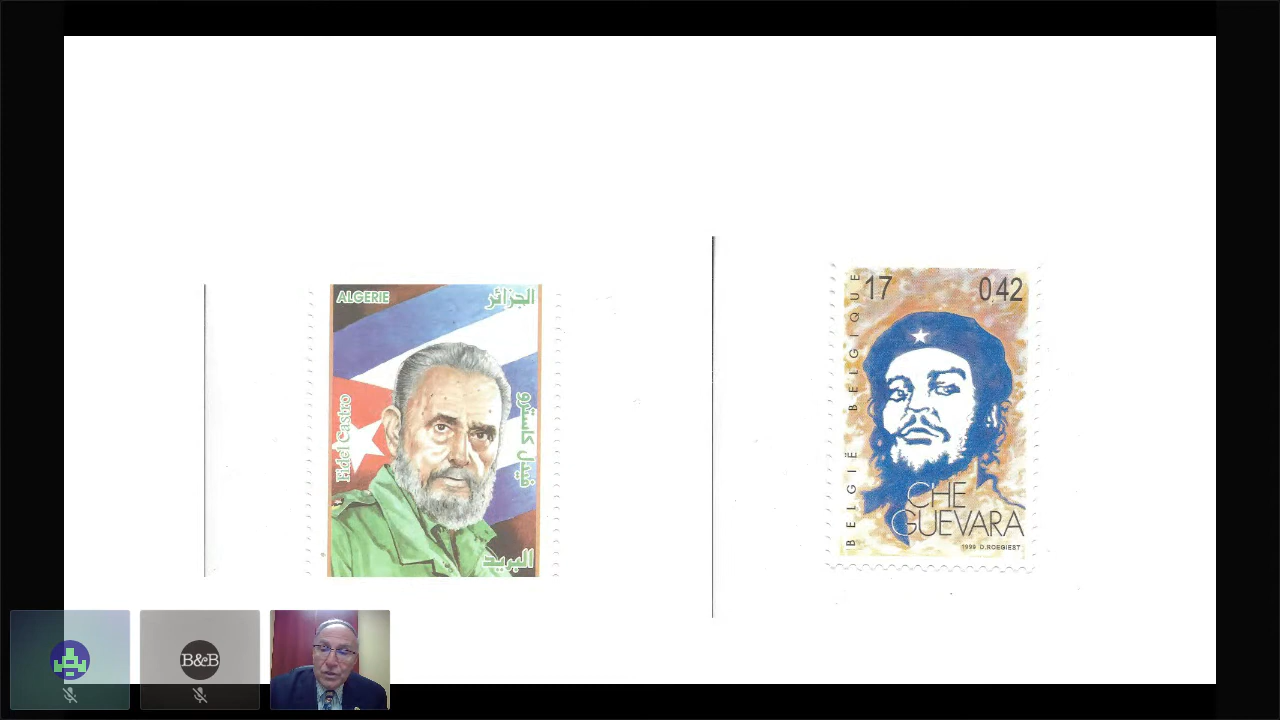 ALGERIE
الجزائر
Fidel Castro
فيدل كاسترو
البريد
17
0.42
BELGIË BELGIQUE
CHE
GUEVARA
1999 D.ROEGIEST
B&B